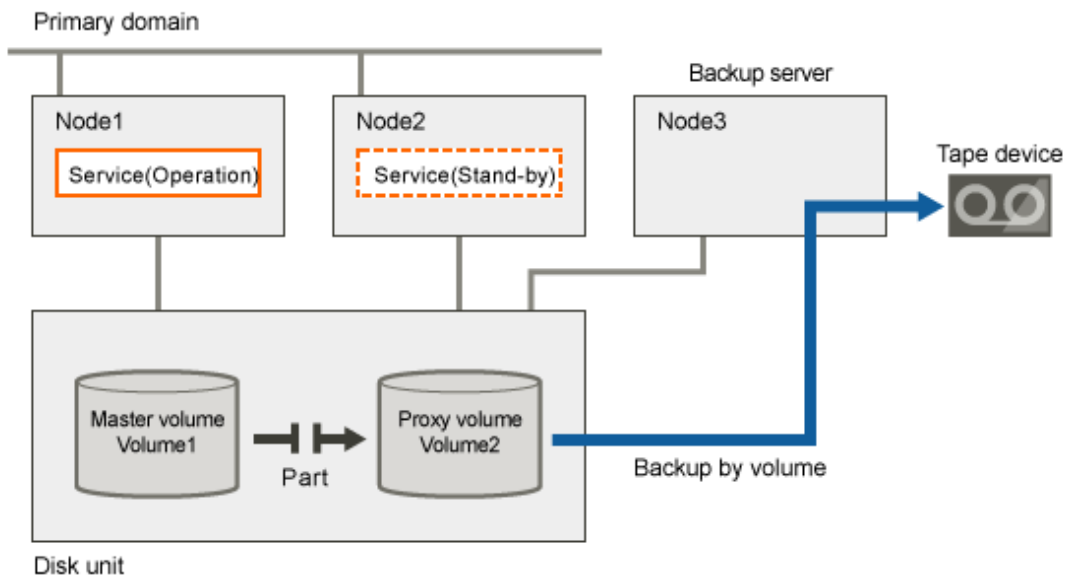 Primary domain
Backup server
Node1
Node2
Node3
Service(Operation)
Service(Stand-by)
Tape device
Master volume
Volume1
Part
Proxy volume
Volume2
Backup by volume
Disk unit